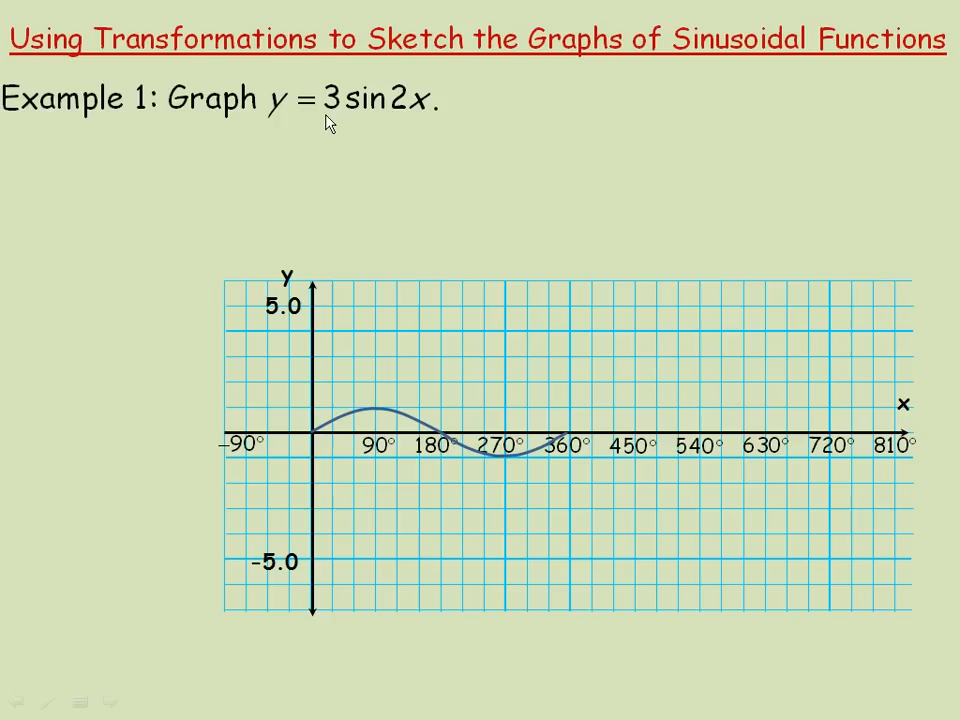 Using Transformations to Sketch the Graphs of Sinusoidal Functions
Example 1: Graph y = 3 sin 2x.
y
5.0
x
-90° 90° 180° 270° 360° 450° 540° 630° 720° 810°
-5.0